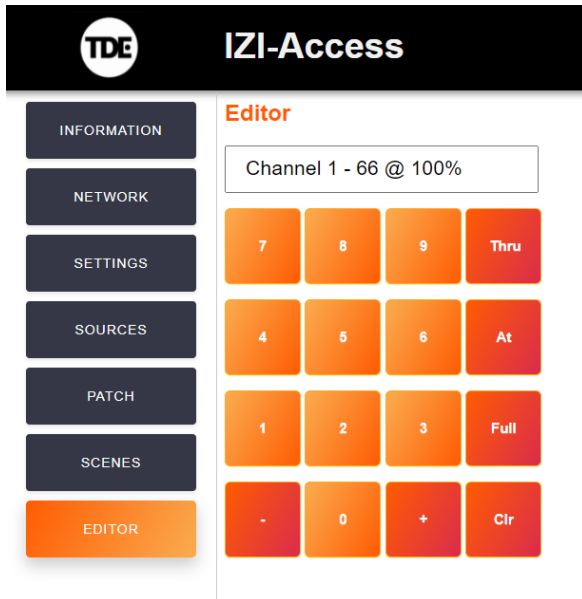 TDE
IZI-Access
INFORMATION
NETWORK
SETTINGS
SOURCES
PATCH
SCENES
EDITOR
Editor
Channel 1 - 66 @ 100%
7 8 9 Thru
4 5 6 At
1 2 3 Full
- 0 + Clr